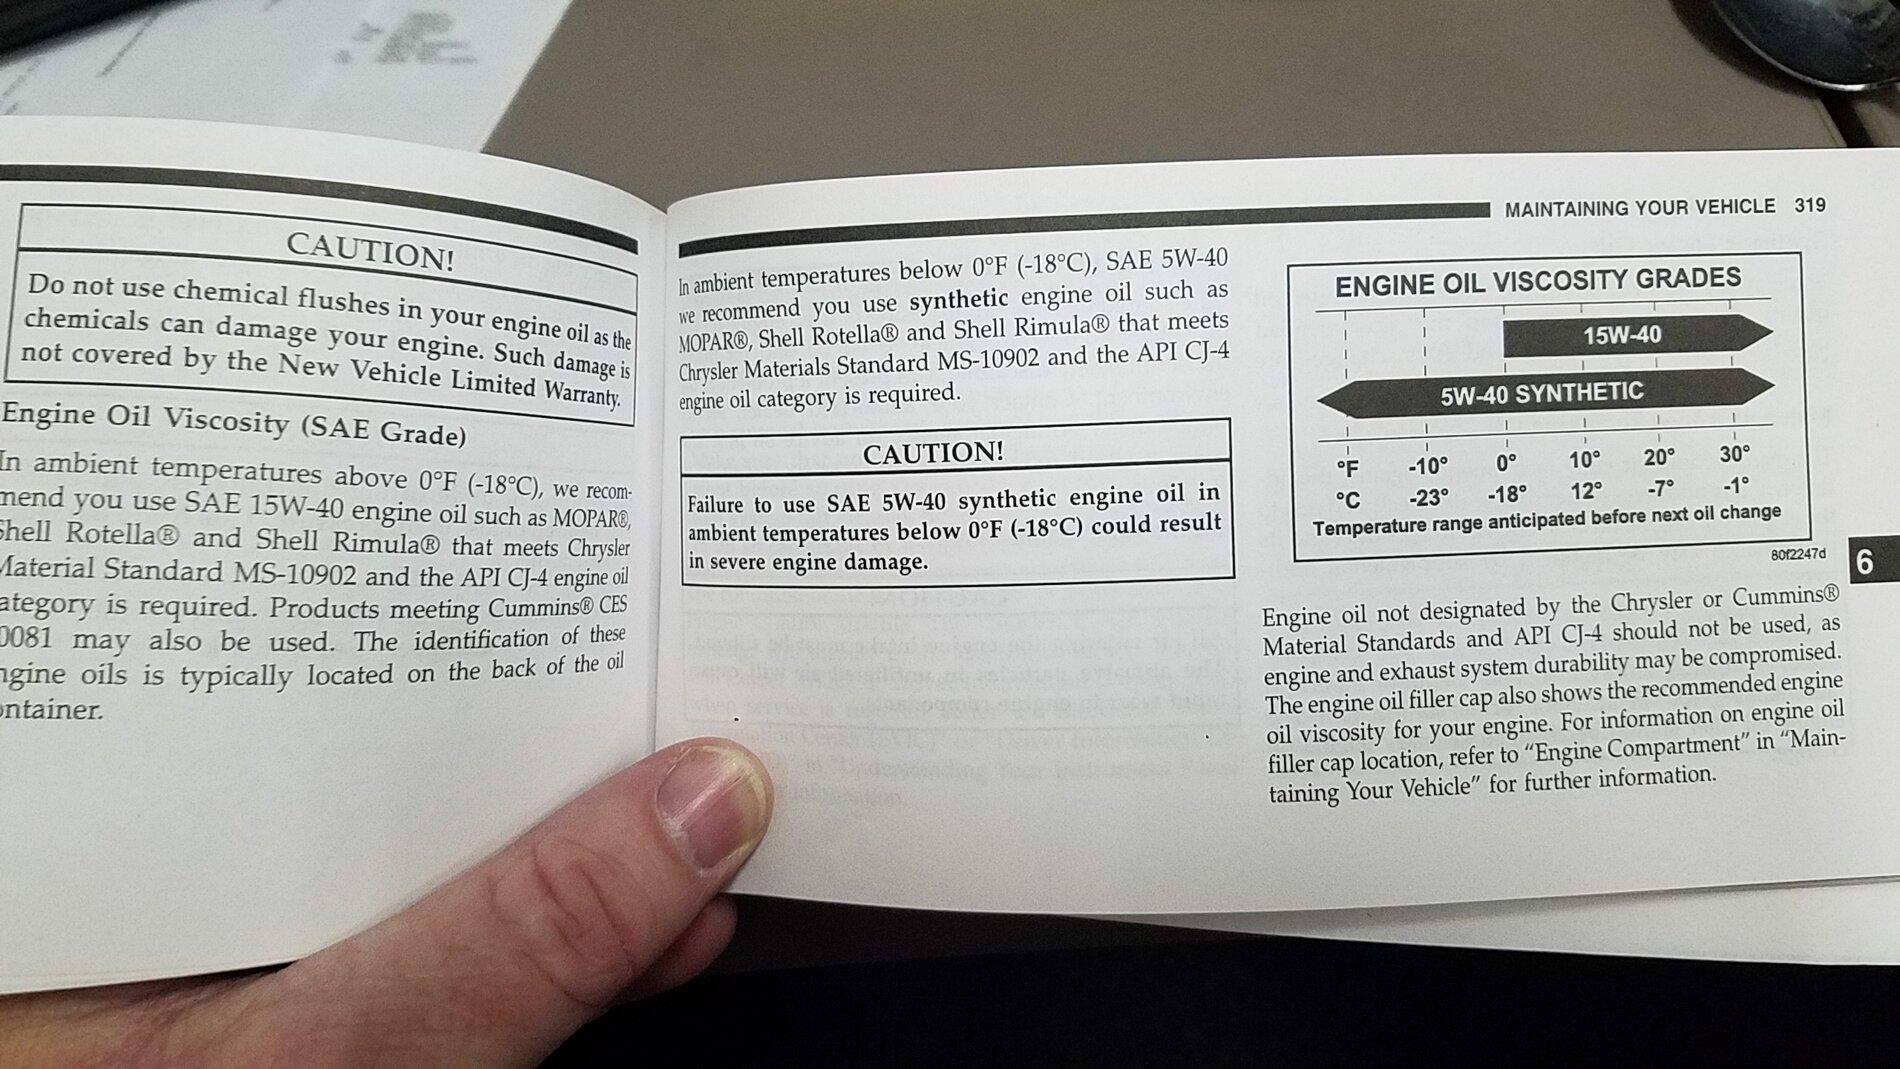 CAUTION!
Do not use chemical flushes in your engine oil as the
chemicals can damage your engine. Such damage is
not covered by the New Vehicle Limited Warranty.
Engine Oil Viscosity (SAE Grade)
In ambient temperatures above 0°F (-18°C), we recom-
mend you use SAE 15W-40 engine oil such as MOPAR®,
Shell Rotella® and Shell Rimula® that meets Chrysler
Material Standard MS-10902 and the API CJ-4 engine oil
ategory is required. Products meeting Cummins® CES
0081 may also be used. The identification of these
ngine oils is typically located on the back of the oil
ontainer.
MAINTAINING YOUR VEHICLE 319
In ambient temperatures below 0°F (-18°C), SAE 5W-40
we recommend you use synthetic engine oil such as
MOPAR®, Shell Rotella® and Shell Rimula® that meets
Chrysler Materials Standard MS-10902 and the API CJ-4
engine oil category is required.
CAUTION!
Failure to use SAE 5W-40 synthetic engine oil in
ambient temperatures below 0°F (-18°C) could result
in severe engine damage.
ENGINE OIL VISCOSITY GRADES
15W-40
5W-40 SYNTHETIC
°F -10° 0° 10° 20° 30°
°C -23° -18° 12° -7° -1°
Temperature range anticipated before next oil change
80f2247d
6
Engine oil not designated by the Chrysler or Cummins®
Material Standards and API CJ-4 should not be used, as
engine and exhaust system durability may be compromised.
The engine oil filler cap also shows the recommended engine
oil viscosity for your engine. For information on engine oil
filler cap location, refer to “Engine Compartment” in “Main-
taining Your Vehicle” for further information.